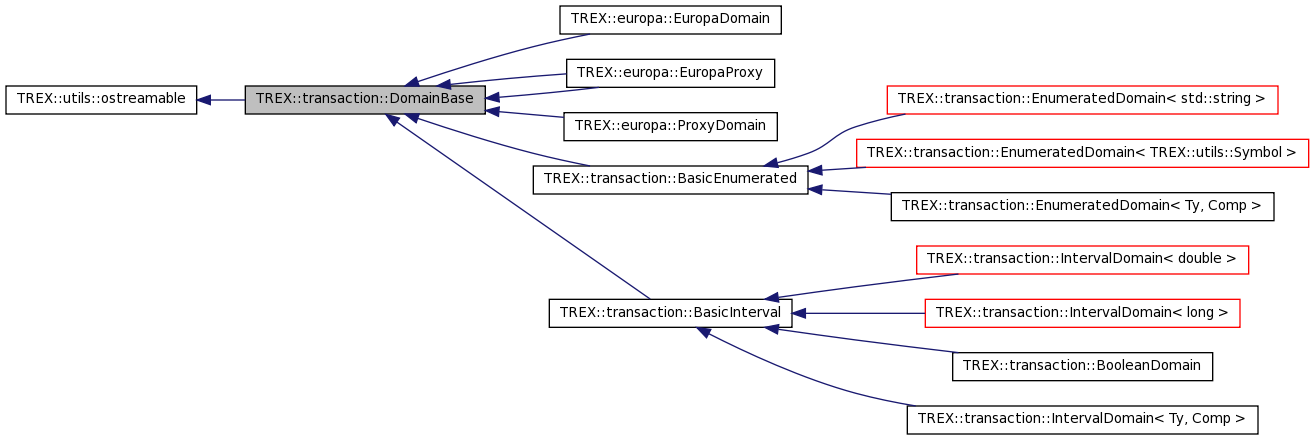 TREX::europa::EuropaDomain
TREX::europa::EuropaProxy
TREX::utils::ostreamable
TREX::transaction::DomainBase
TREX::transaction::EnumeratedDomain< std::string >
TREX::europa::ProxyDomain
TREX::transaction::EnumeratedDomain< TREX::utils::Symbol >
TREX::transaction::BasicEnumerated
TREX::transaction::EnumeratedDomain< Ty, Comp >
TREX::transaction::IntervalDomain< double >
TREX::transaction::BasicInterval
TREX::transaction::IntervalDomain< long >
TREX::transaction::BooleanDomain
TREX::transaction::IntervalDomain< Ty, Comp >